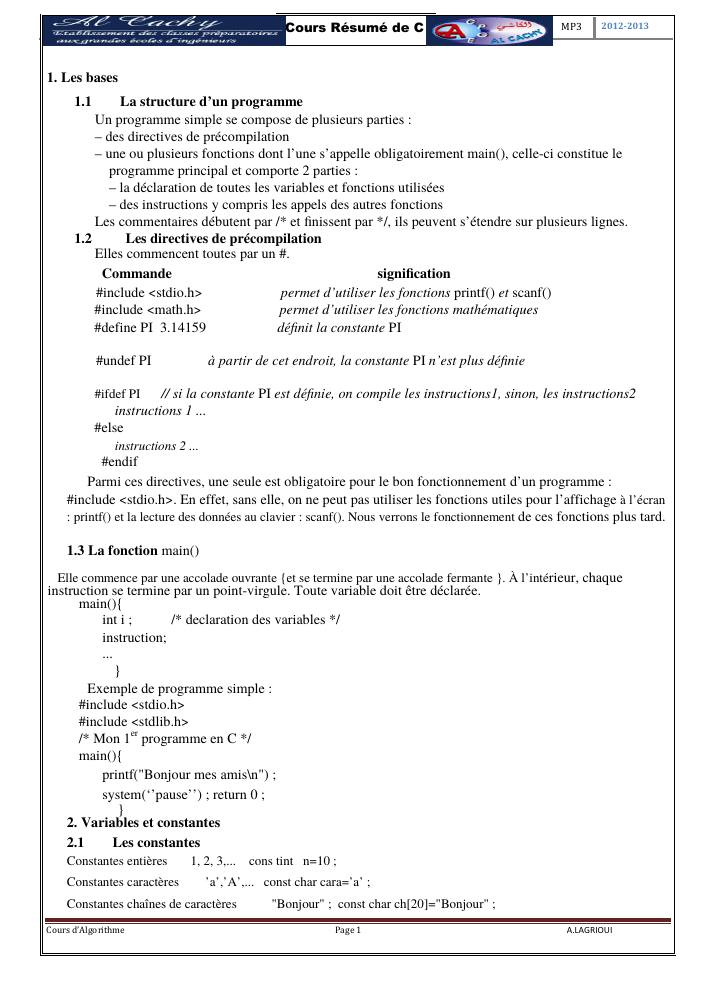 Al Cachy
Etablissement des classes préparatoires
aux grandes écoles d'ingénieurs
Cours Résumé de C
الكاشي
AL CACHY
MP3
2012-2013
1. Les bases
1.1 La structure d’un programme
Un programme simple se compose de plusieurs parties :
– des directives de précompilation
– une ou plusieurs fonctions dont l’une s’appelle obligatoirement main(), celle-ci constitue le
programme principal et comporte 2 parties :
– la déclaration de toutes les variables et fonctions utilisées
– des instructions y compris les appels des autres fonctions
Les commentaires débutent par /* et finissent par */, ils peuvent s’étendre sur plusieurs lignes.
1.2 Les directives de précompilation
Elles commencent toutes par un #.
Commande signification
#include <stdio.h> permet d’utiliser les fonctions printf() et scanf()
#include <math.h> permet d’utiliser les fonctions mathématiques
#define PI 3.14159 définit la constante PI
#undef PI à partir de cet endroit, la constante PI n’est plus définie
#ifdef PI // si la constante PI est définie, on compile les instructions1, sinon, les instructions2
instructions 1 ...
#else
instructions 2 ...
#endif
Parmi ces directives, une seule est obligatoire pour le bon fonctionnement d’un programme :
#include <stdio.h>. En effet, sans elle, on ne peut pas utiliser les fonctions utiles pour l’affichage à l’écran
: printf() et la lecture des données au clavier : scanf(). Nous verrons le fonctionnement de ces fonctions plus tard.
1.3 La fonction main()
Elle commence par une accolade ouvrante {et se termine par une accolade fermante }. À l’intérieur, chaque
instruction se termine par un point-virgule. Toute variable doit être déclarée.
main(){
int i ; /* declaration des variables */
instruction;
...
}
Exemple de programme simple :
#include <stdio.h>
#include <stdlib.h>
/* Mon 1er programme en C */
main(){
printf("Bonjour mes amis\n") ;
system(‘’pause’’) ; return 0 ;
}
2. Variables et constantes
2.1 Les constantes
Constantes entières 1, 2, 3,... cons tint n=10 ;
Constantes caractères ’a’,’A’,... const char cara=’a’ ;
Constantes chaînes de caractères "Bonjour" ; const char ch[20]="Bonjour" ;
Cours d’Algorithme Page 1 A.LAGRIOUI